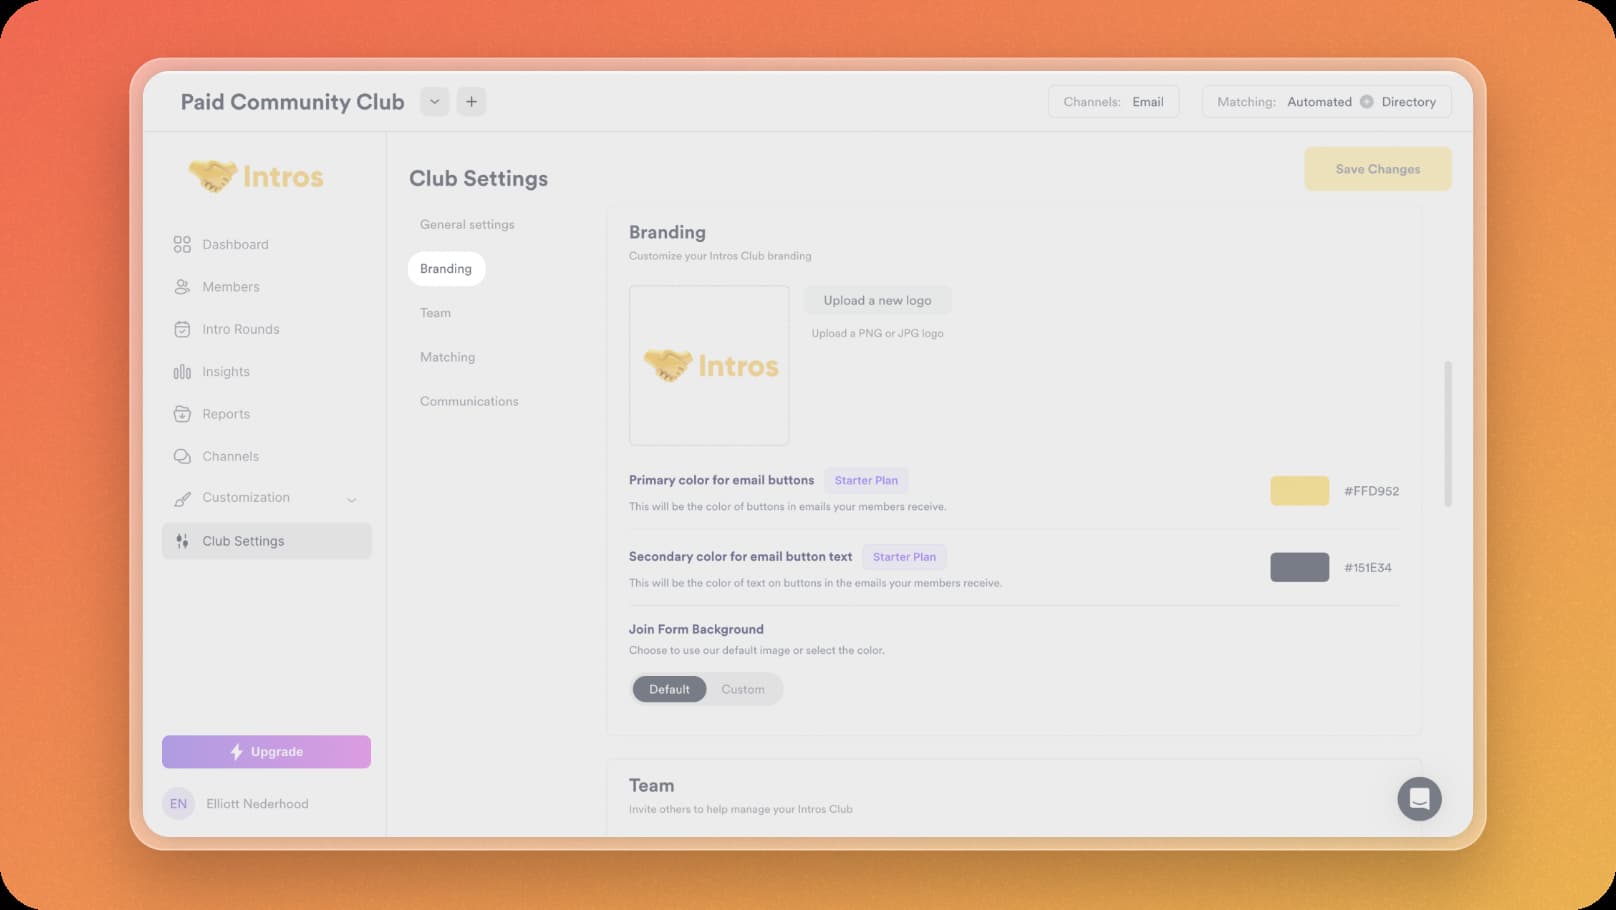 Paid Community Club
Channels: Email
Matching: Automated Directory
Intros
Dashboard
Members
Intro Rounds
Insights
Reports
Channels
Customization
Club Settings
Upgrade
EN Elliott Nederhood
Club Settings
Save Changes
General settings
Branding
Team
Matching
Communications
Branding
Customize your Intros Club branding
Intros
Upload a new logo
Upload a PNG or JPG logo
Primary color for email buttons Starter Plan
This will be the color of buttons in emails your members receive.
#FFD952
Secondary color for email button text Starter Plan
This will be the color of text on buttons in the emails your members receive.
#151E34
Join Form Background
Choose to use our default image or select the color.
Default Custom
Team
Invite others to help manage your Intros Club